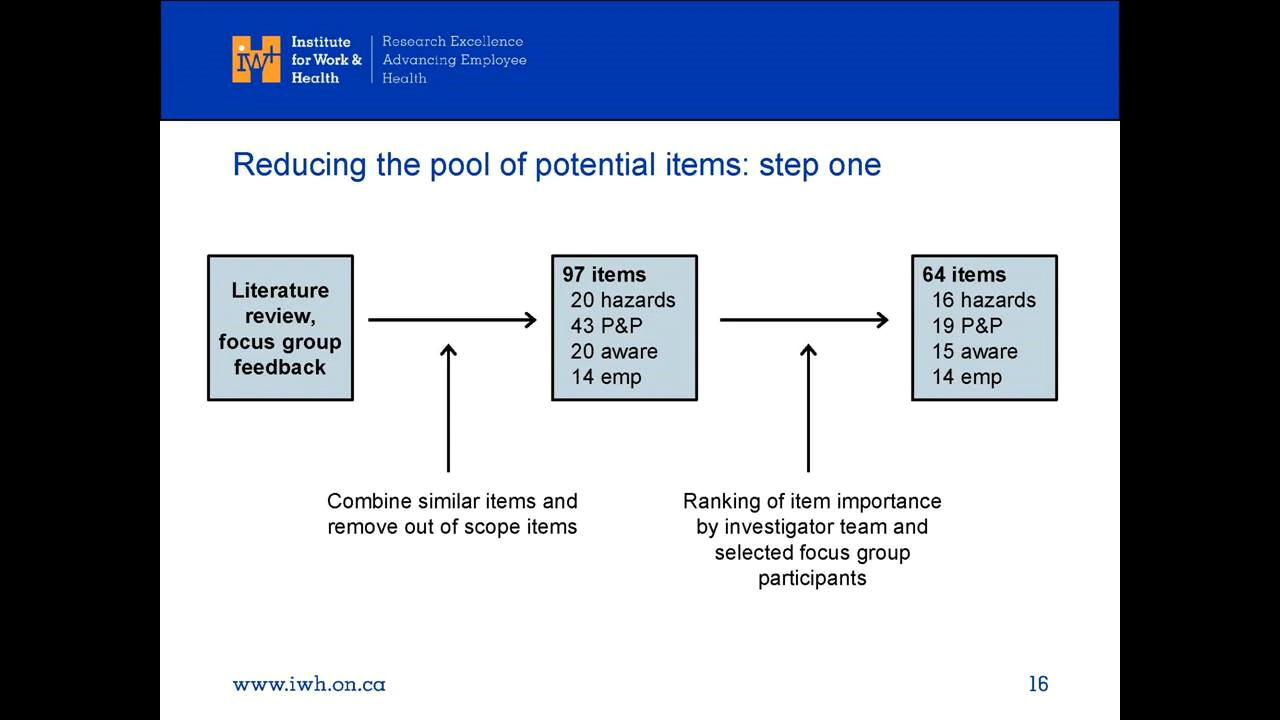 iw+
Institute
for Work &
Health
Research Excellence
Advancing Employee
Health
Reducing the pool of potential items: step one
Literature
review,
focus group
feedback
97 items
20 hazards
43 P&P
20 aware
14 emp
64 items
16 hazards
19 P&P
15 aware
14 emp
Combine similar items and
remove out of scope items
Ranking of item importance
by investigator team and
selected focus group
participants
www.iwh.on.ca
16